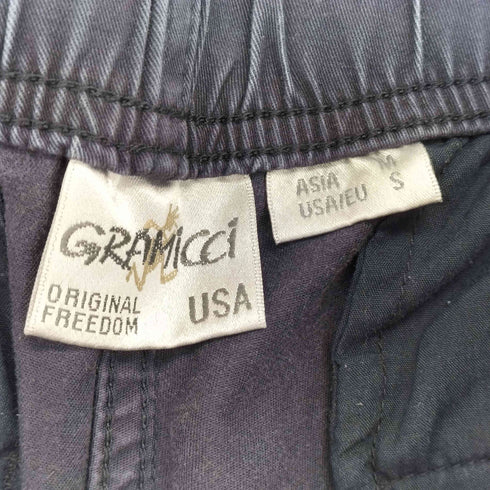 GRAMICCI
ORIGINAL
FREEDOM
USA
ASIA M
USA/EU S